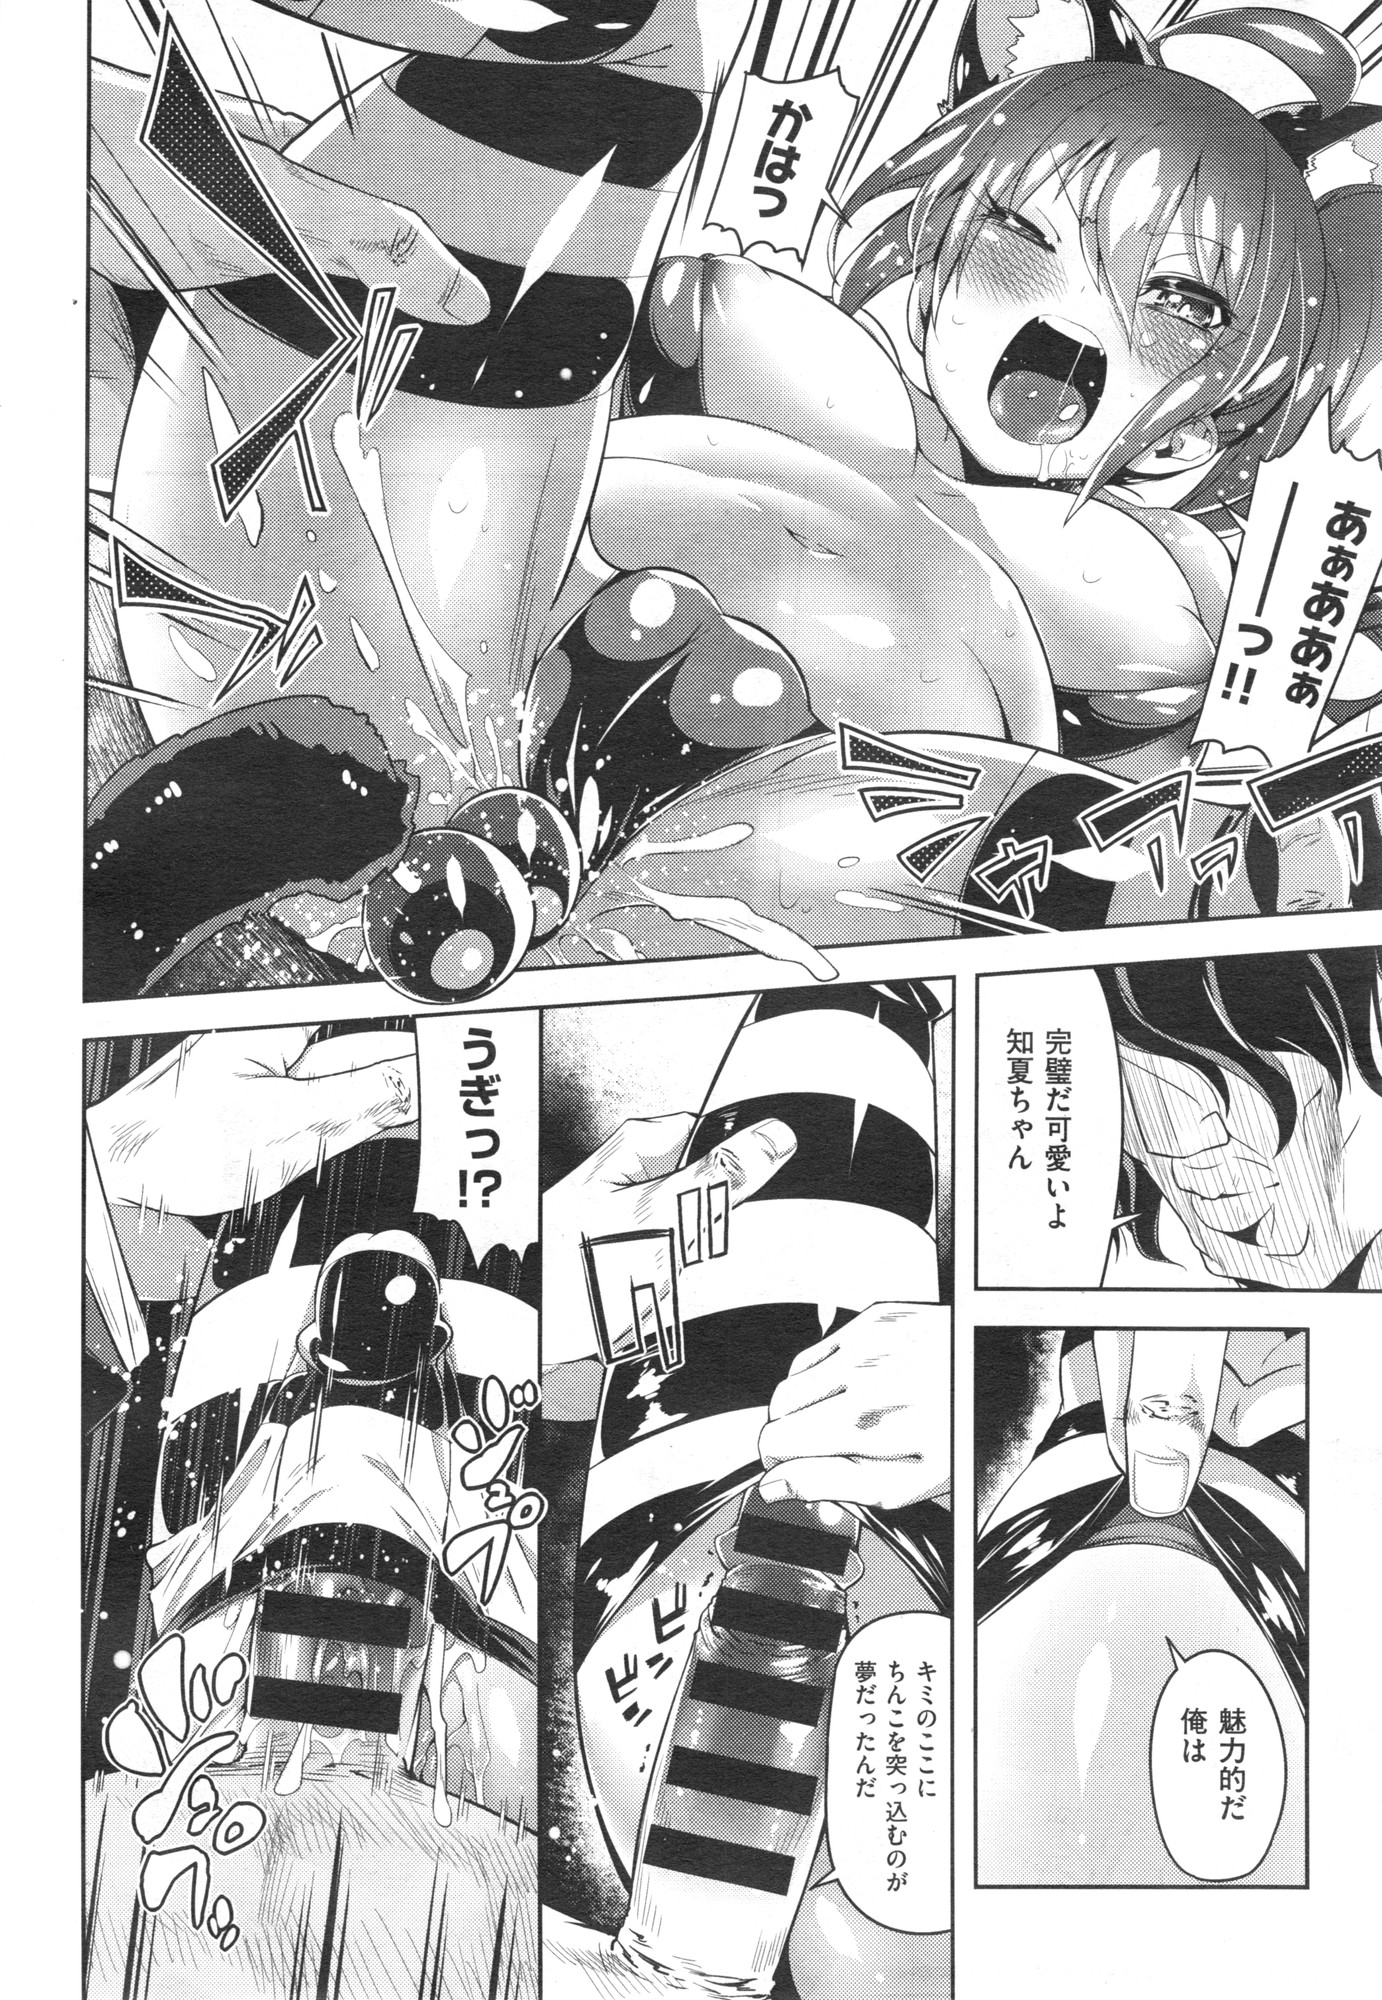 かはっ
ああああぁ
――――っ!!
完璧だ可愛いよ
知夏ちゃん
魅力的だ
俺は
キミのここに
ちんこを突っ込むのが
夢だったんだ
うぎっ!?